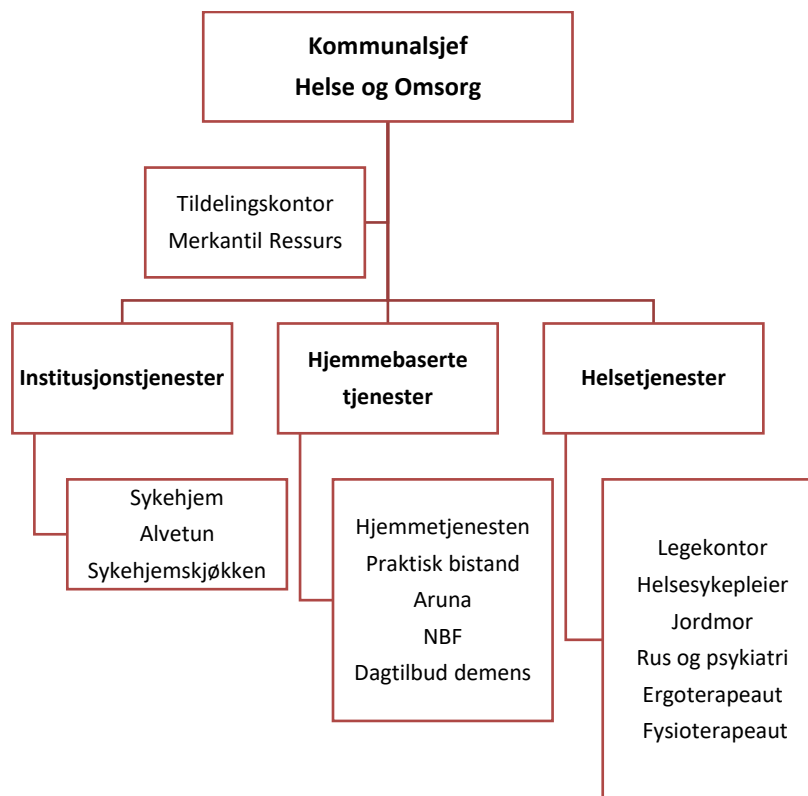 Kommunalsjef
Helse og Omsorg
Tildelingskontor
Merkantil Ressurs
Institusjonstjenester
Hjemmebaserte
tjenester
Helsetjenester
Sykehjem
Alvetun
Sykehjemskjøkken
Hjemmetjenesten
Praktisk bistand
Aruna
NBF
Dagtilbud demens
Legekontor
Helsesykepleier
Jordmor
Rus og psykiatri
Ergoterapeaut
Fysioterapeaut